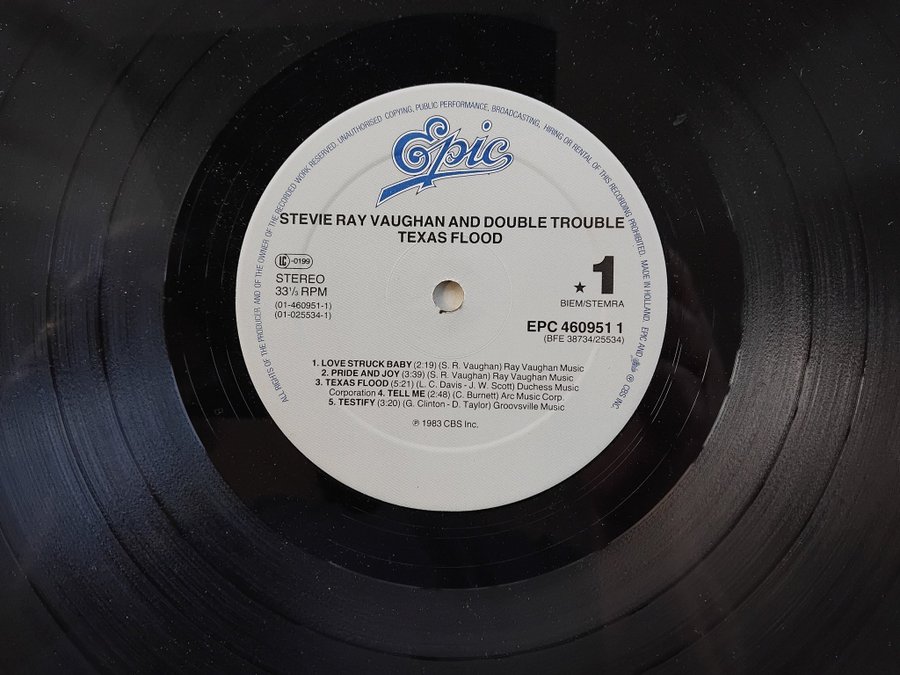 ALL RIGHTS OF THE PRODUCER AND OF THE OWNER OF THE RECORDED WORK RESERVED. UNAUTHORISED COPYING, PUBLIC PERFORMANCE, BROADCASTING, HIRING OR RENTAL OF THIS RECORDING PROHIBITED. MADE IN HOLLAND. EPIC AND ℗ CBS INC.
Epic
STEVIE RAY VAUGHAN AND DOUBLE TROUBLE
TEXAS FLOOD
LC -0199
STEREO
33⅓ RPM
(01-460951-1)
(01-025534-1)
★ 1
BIEM/STEMRA
EPC 460951 1
(BFE 38734/25534)
1. LOVE STRUCK BABY (2:19) (S. R. Vaughan) Ray Vaughan Music
2. PRIDE AND JOY (3:39) (S. R. Vaughan) Ray Vaughan Music
3. TEXAS FLOOD (5:21) (L. C. Davis - J. W. Scott) Duchess Music
Corporation 4. TELL ME (2:48) (C. Burnett) Arc Music Corp.
5. TESTIFY (3:20) (G. Clinton - D. Taylor) Groovsville Music
℗ 1983 CBS Inc.